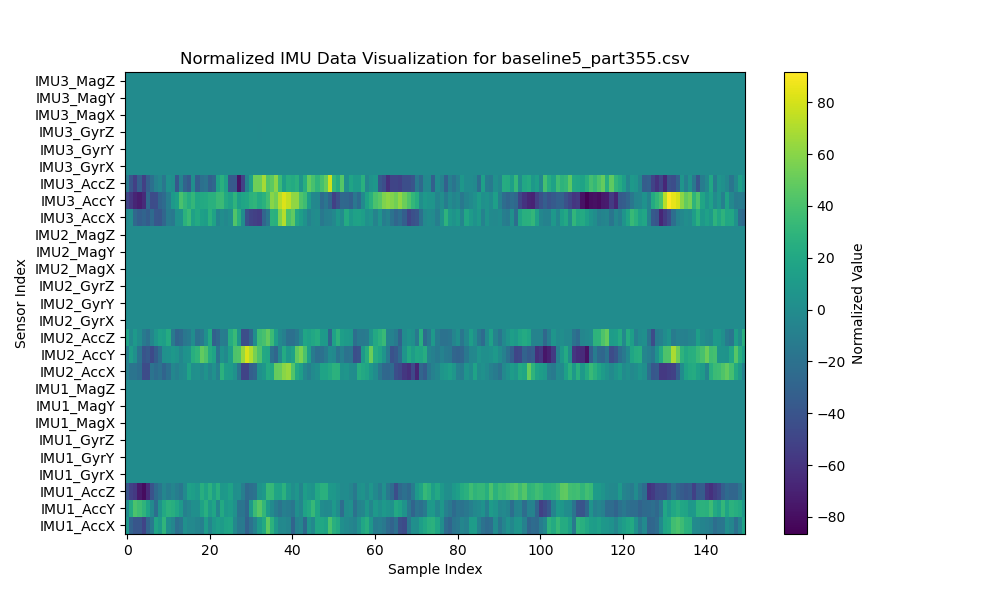 Normalized IMU Data Visualization for baseline5_part355.csv
IMU3_MagZ
IMU3_MagY
IMU3_MagX
IMU3_GyrZ
IMU3_GyrY
IMU3_GyrX
IMU3_AccZ
IMU3_AccY
IMU3_AccX
IMU2_MagZ
IMU2_MagY
IMU2_MagX
IMU2_GyrZ
IMU2_GyrY
IMU2_GyrX
IMU2_AccZ
IMU2_AccY
IMU2_AccX
IMU1_MagZ
IMU1_MagY
IMU1_MagX
IMU1_GyrZ
IMU1_GyrY
IMU1_GyrX
IMU1_AccZ
IMU1_AccY
IMU1_AccX
Sensor Index
0 20 40 60 80 100 120 140
Sample Index
80
60
40
20
0
−20
−40
−60
−80
Normalized Value